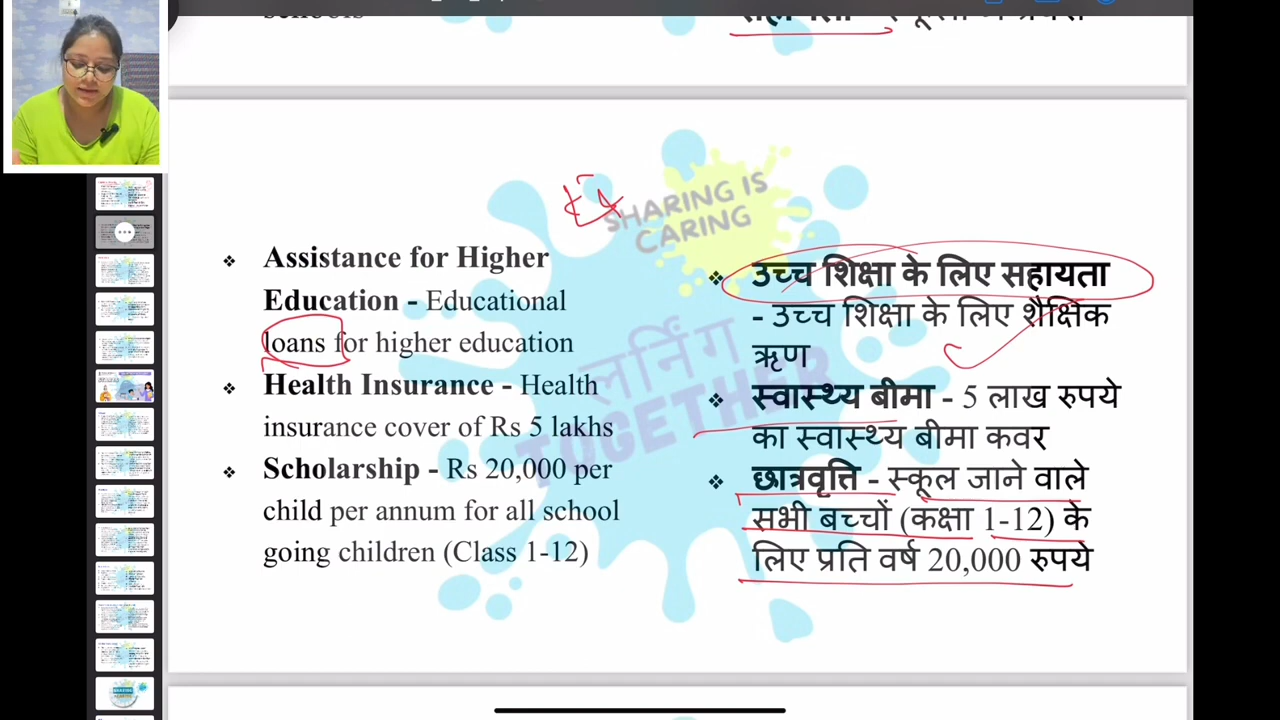 schools
SHARING IS
CARING
लर्निंग
TOGETHER
❖ Assistance for Higher
Education - Educational
loans for higher education
❖ Health Insurance - Health
insurance cover of Rs 5 lakhs
❖ Scholarship - Rs 20,000 per
child per annum for all school
going children (Class 1-12)
❖ उच्च शिक्षा के लिए सहायता
- उच्च शिक्षा के लिए शैक्षिक
ऋण
❖ स्वास्थ्य बीमा - 5 लाख रुपये
का स्वास्थ्य बीमा कवर
❖ छात्रवृत्ति - स्कूल जाने वाले
सभी बच्चों (कक्षा 1-12) के
लिए प्रति वर्ष 20,000 रुपये